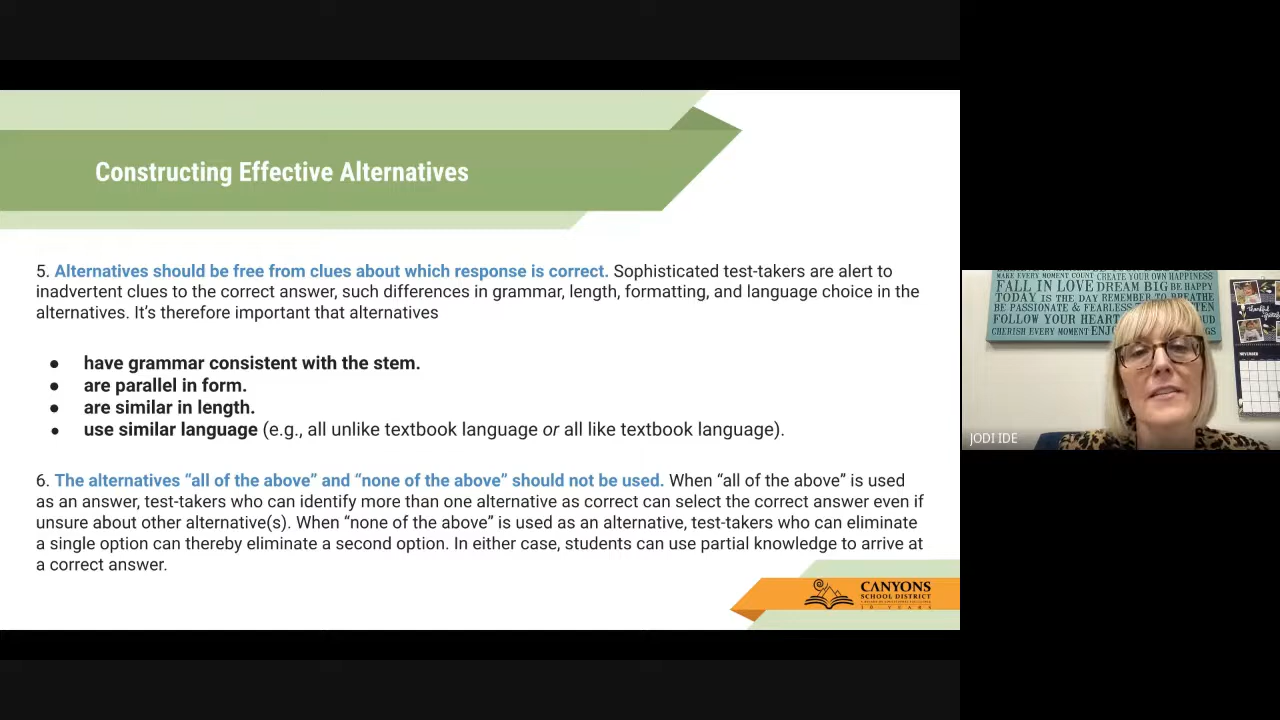 Constructing Effective Alternatives
5. Alternatives should be free from clues about which response is correct. Sophisticated test-takers are alert to
inadvertent clues to the correct answer, such differences in grammar, length, formatting, and language choice in the
alternatives. It's therefore important that alternatives
● have grammar consistent with the stem.
● are parallel in form.
● are similar in length.
● use similar language (e.g., all unlike textbook language or all like textbook language).
6. The alternatives “all of the above” and “none of the above” should not be used. When “all of the above” is used
as an answer, test-takers who can identify more than one alternative as correct can select the correct answer even if
unsure about other alternative(s). When “none of the above” is used as an alternative, test-takers who can eliminate
a single option can thereby eliminate a second option. In either case, students can use partial knowledge to arrive at
a correct answer.
CANYONS
SCHOOL DISTRICT
10 YEARS
MAKE EVERY MOMENT COUNT CREATE YOUR OWN HAPPINESS
FALL IN LOVE DREAM BIG BE HAPPY
TODAY IS THE DAY REMEMBER TO BREATHE
BE PASSIONATE & FEARLESS
FOLLOW YOUR HEART
CHERISH EVERY MOMENT
NOVEMBER
JODI IDE